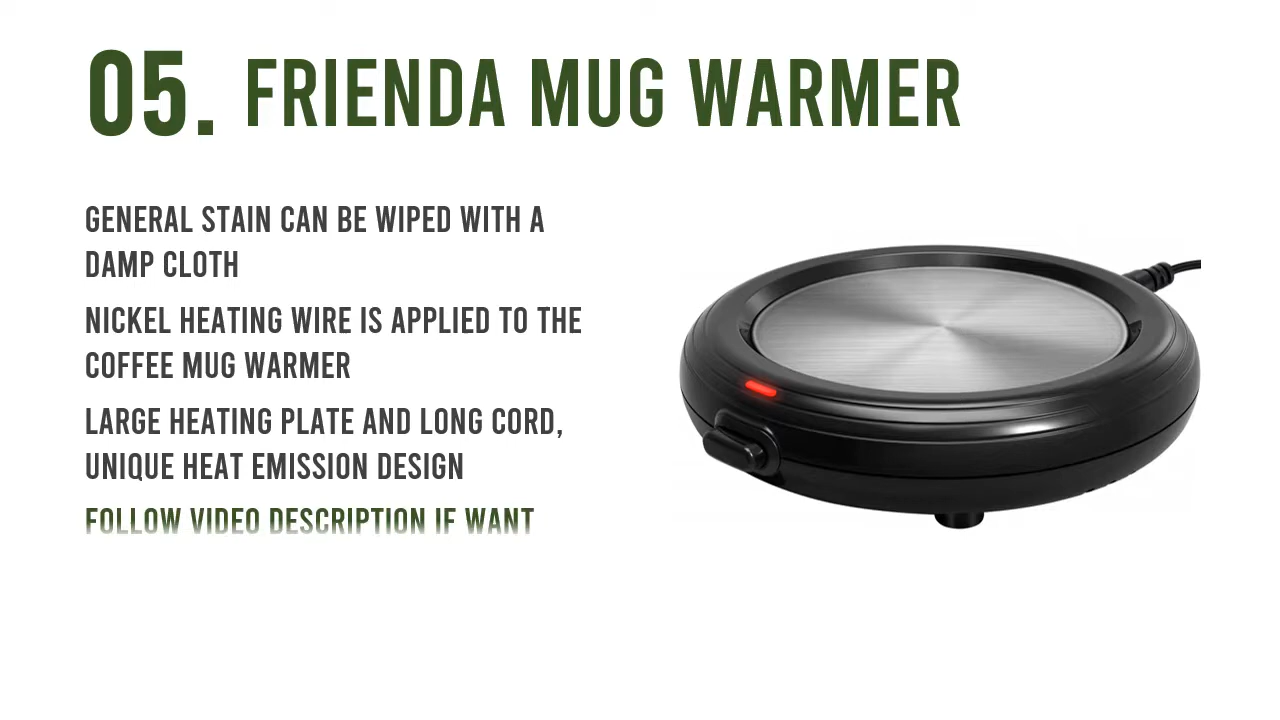 05. FRIENDA MUG WARMER
GENERAL STAIN CAN BE WIPED WITH A
DAMP CLOTH
NICKEL HEATING WIRE IS APPLIED TO THE
COFFEE MUG WARMER
LARGE HEATING PLATE AND LONG CORD,
UNIQUE HEAT EMISSION DESIGN
FOLLOW VIDEO DESCRIPTION IF WANT